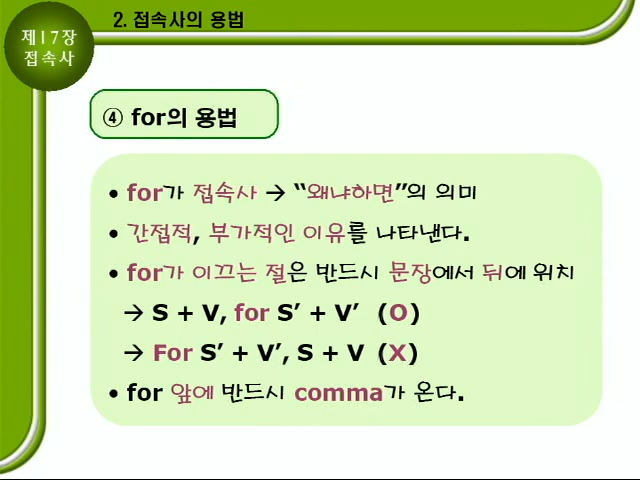 2. 접속사의 용법
제17장
접속사
④ for의 용법
• for가 접속사 → “왜냐하면”의 의미
• 간접적, 부가적인 이유를 나타낸다.
• for가 이끄는 절은 반드시 문장에서 뒤에 위치
→ S + V, for S’ + V’ (O)
→ For S’ + V’, S + V (X)
• for 앞에 반드시 comma가 온다.